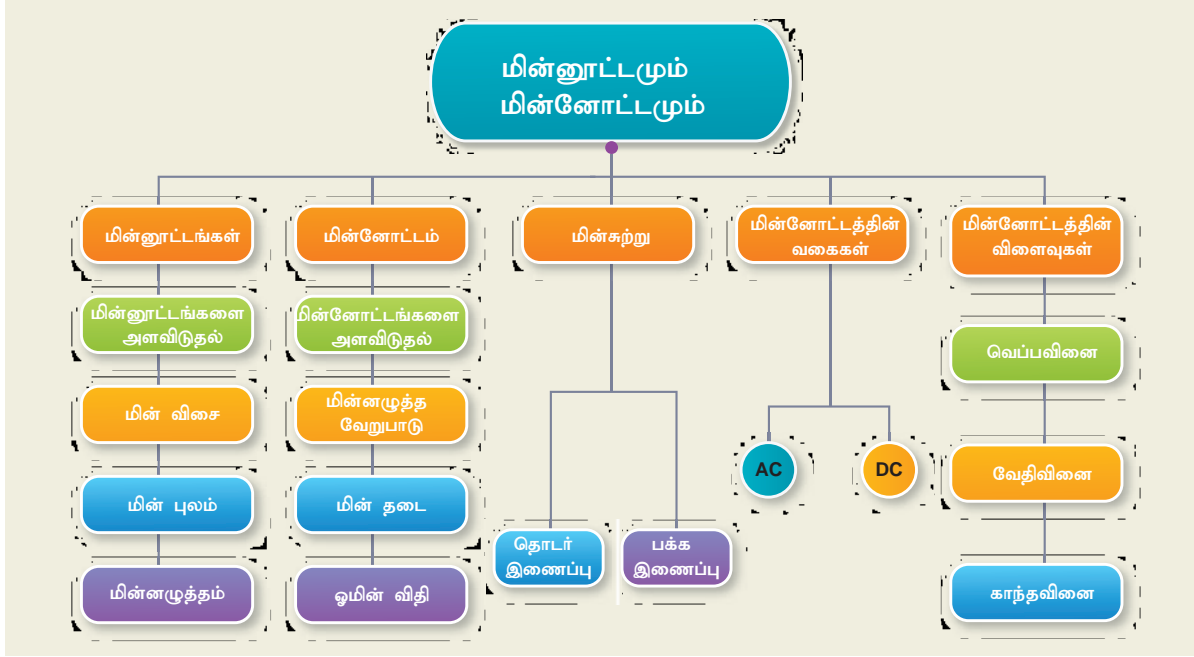 மின்னூட்டமும்
மின்னோட்டமும்
மின்னூட்டங்கள்
மின்னூட்டங்களை
அளவிடுதல்
மின் விசை
மின் புலம்
மின்னழுத்தம்
மின்னோட்டம்
மின்னோட்டங்களை
அளவிடுதல்
மின்னழுத்த
வேறுபாடு
மின் தடை
ஓமின் விதி
மின்சுற்று
தொடர்
இணைப்பு
பக்க
இணைப்பு
மின்னோட்டத்தின்
வகைகள்
AC
DC
மின்னோட்டத்தின்
விளைவுகள்
வெப்பவினை
வேதிவினை
காந்தவினை